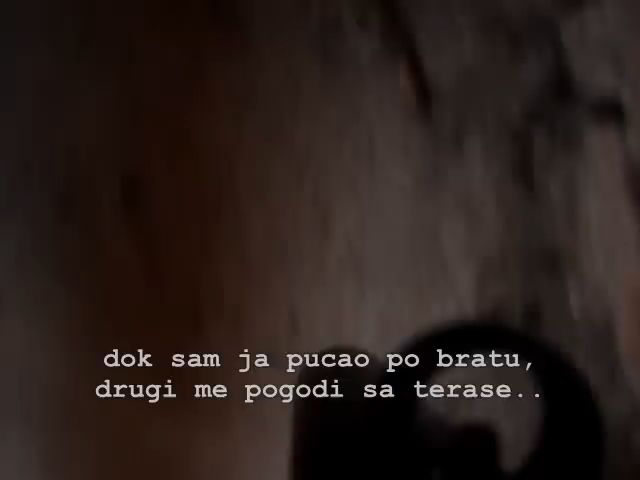 dok sam ja pucao po bratu,
drugi me pogodi sa terase..